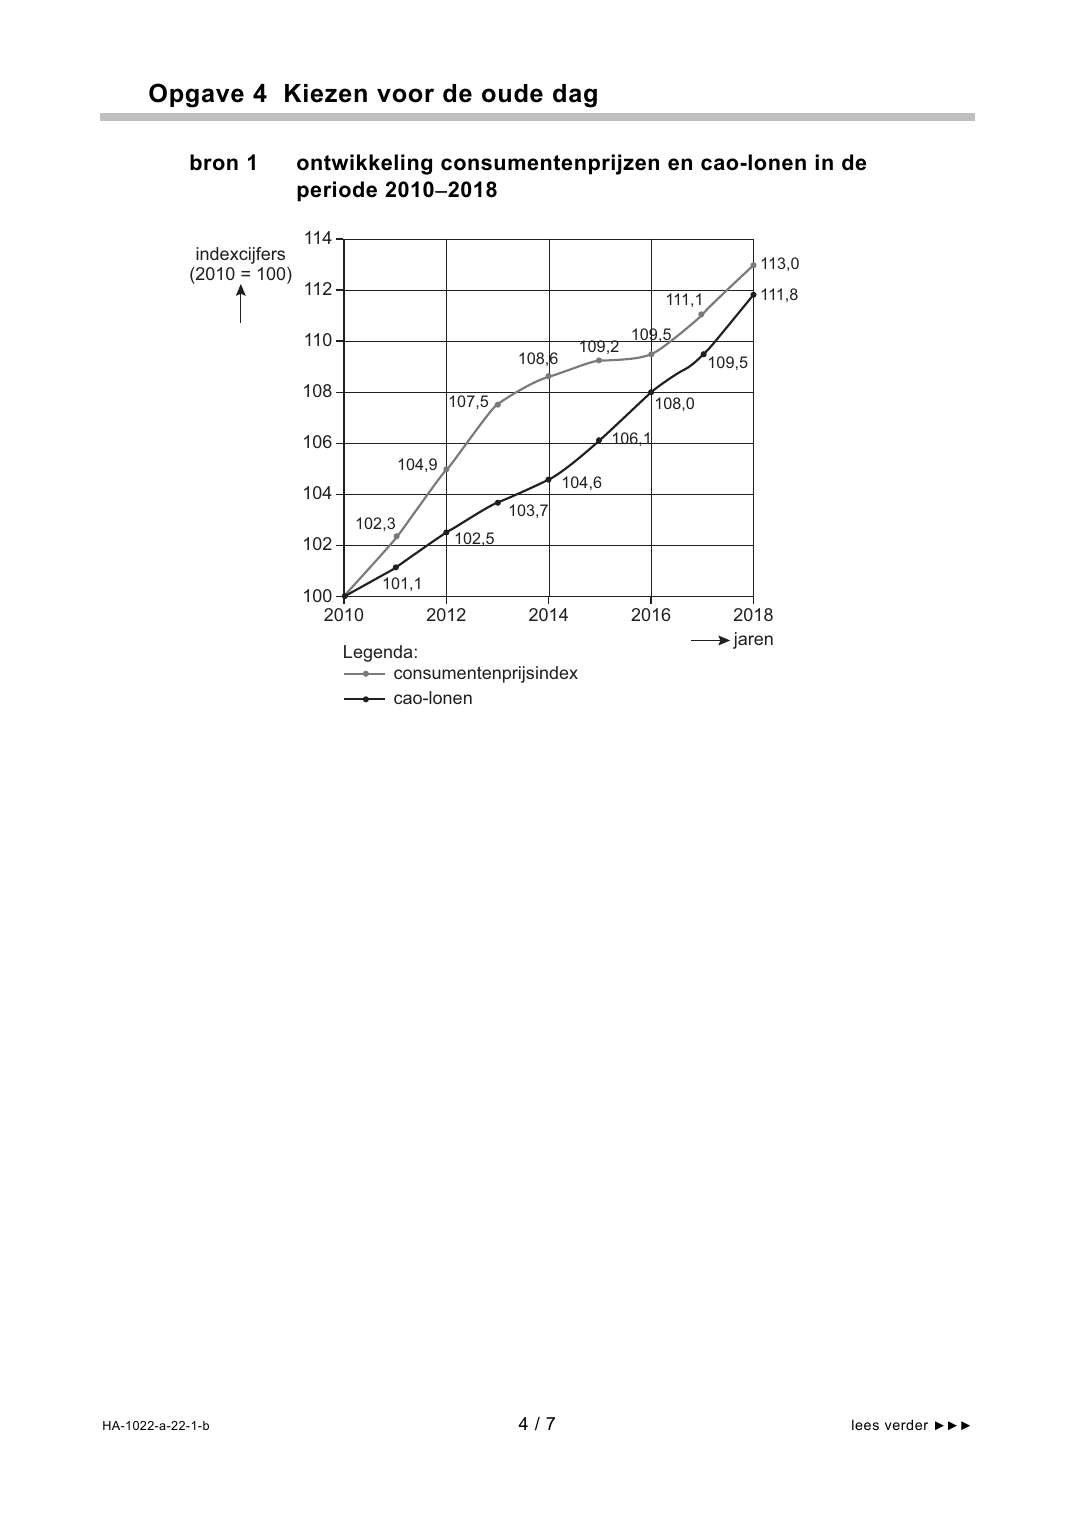 Opgave 4 Kiezen voor de oude dag
bron 1 ontwikkeling consumentenprijzen en cao-lonen in de
periode 2010–2018
indexcijfers
(2010 = 100)
114
112
110
108
106
104
102
100
113,0
111,8
111,1
109,5
109,2
108,6
109,5
107,5
108,0
106,1
104,9
104,6
103,7
102,3
102,5
101,1
2010 2012 2014 2016 2018
jaren
Legenda:
consumentenprijsindex
cao-lonen
HA-1022-a-22-1-b 4 / 7 lees verder ►►►